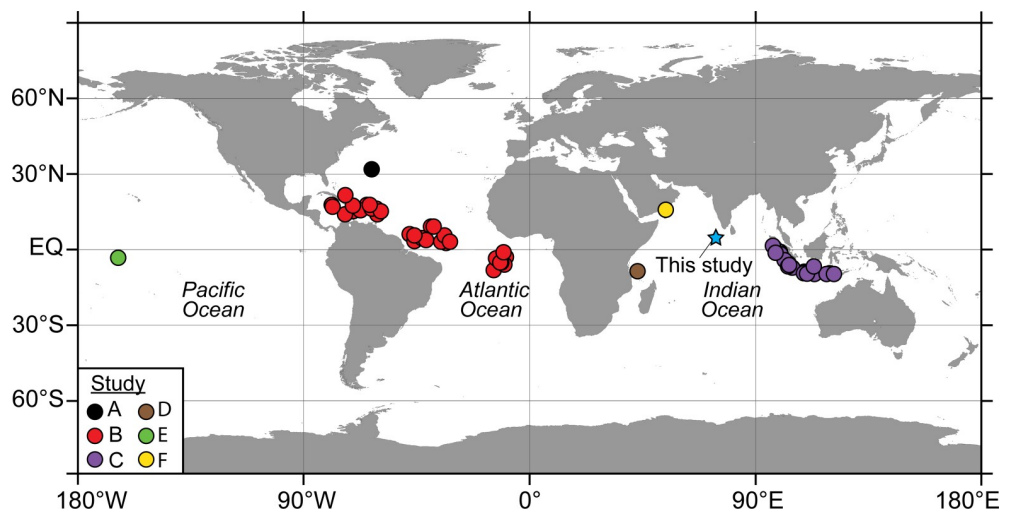 60°N
30°N
EQ
This study
Pacific
Ocean
Atlantic
Ocean
Indian
Ocean
30°S
60°S
Study
A D
B E
C F
180°W 90°W 0° 90°E 180°E